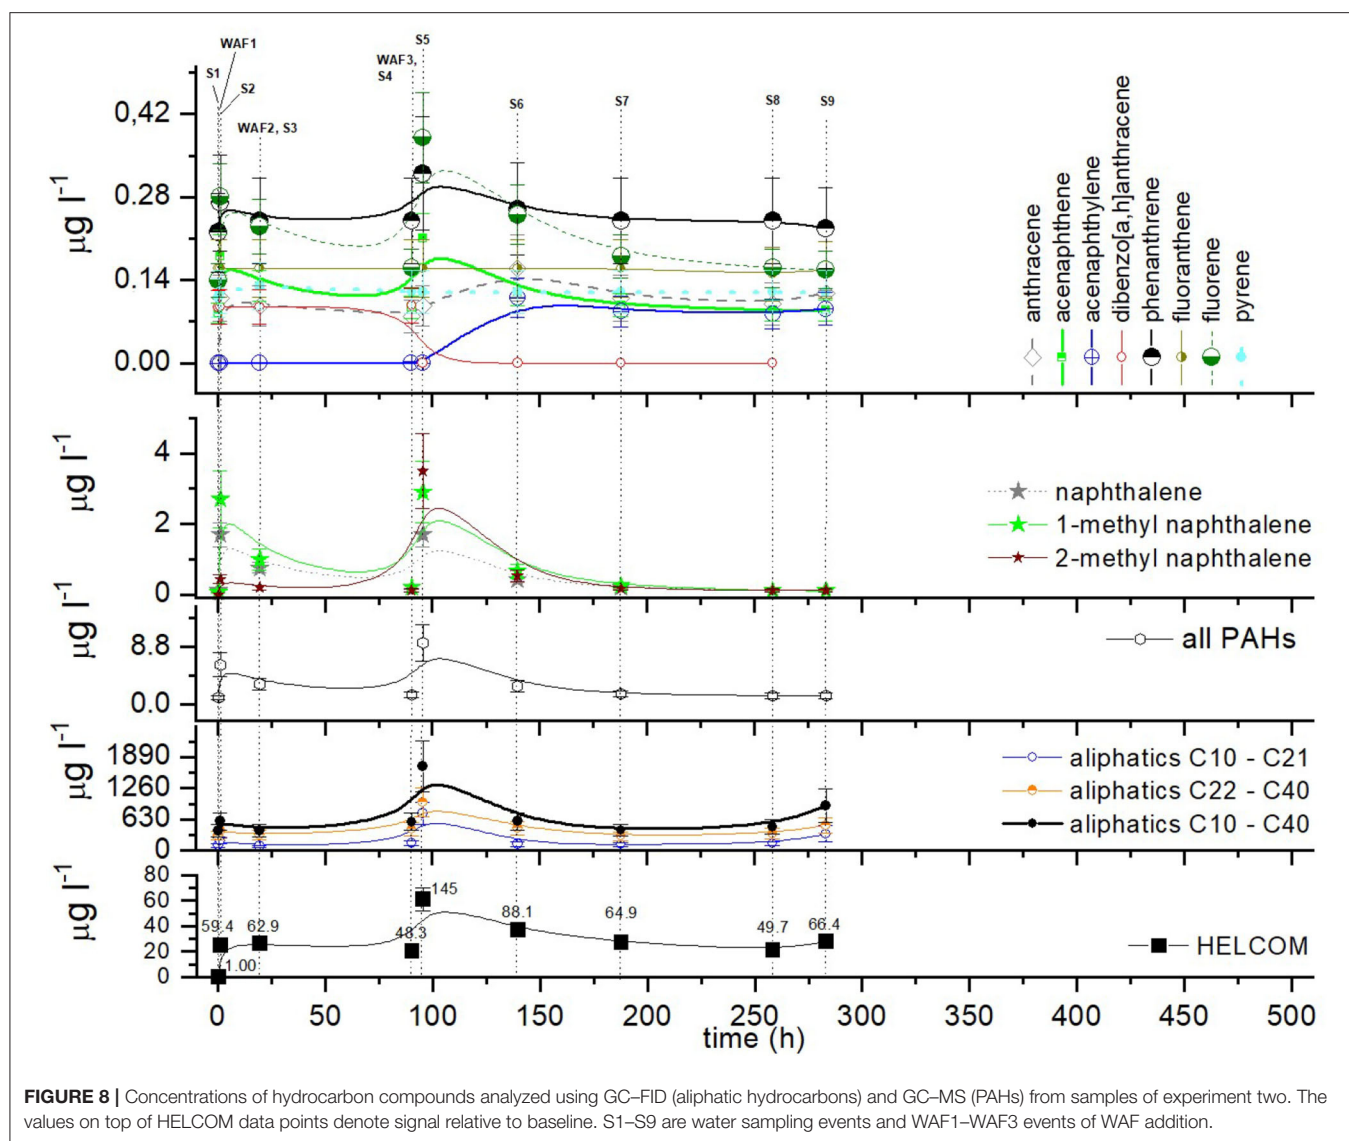 S1
WAF1
S2
WAF2, S3
WAF3,
S4
S5
S6
S7
S8
S9
0,42
0.28
0.14
0.00
µg l-1
anthracene
acenaphthene
acenaphthylene
dibenzo[a,h]anthracene
phenanthrene
fluoranthene
fluorene
pyrene
4
2
0
µg l-1
naphthalene
1-methyl naphthalene
2-methyl naphthalene
8.8
0.0
µg l-1
all PAHs
1890
1260
630
0
µg l-1
aliphatics C10 - C21
aliphatics C22 - C40
aliphatics C10 - C40
80
60
40
20
0
µg l-1
59.4
1.00
62.9
48.3
145
88.1
64.9
49.7
66.4
HELCOM
0 50 100 150 200 250 300 350 400 450 500
time (h)
FIGURE 8 | Concentrations of hydrocarbon compounds analyzed using GC–FID (aliphatic hydrocarbons) and GC–MS (PAHs) from samples of experiment two. The
values on top of HELCOM data points denote signal relative to baseline. S1–S9 are water sampling events and WAF1–WAF3 events of WAF addition.